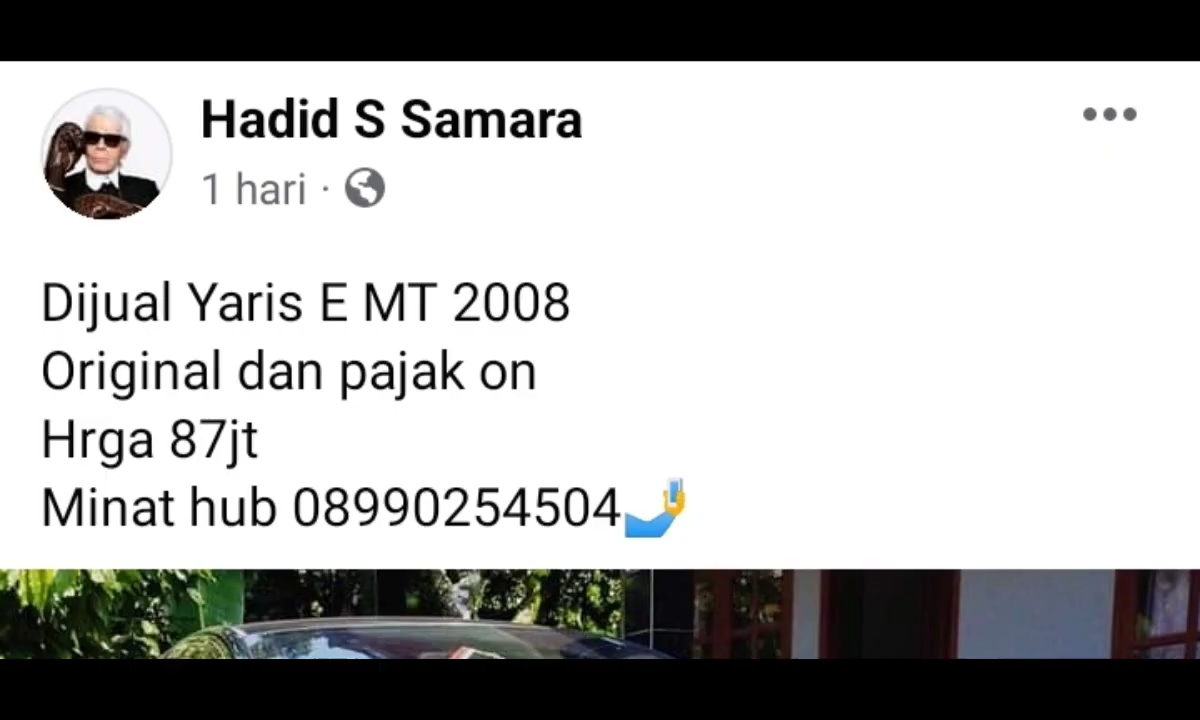 Hadid S Samara
1 hari ·
Dijual Yaris E MT 2008
Original dan pajak on
Hrga 87jt
Minat hub 08990254504🤳